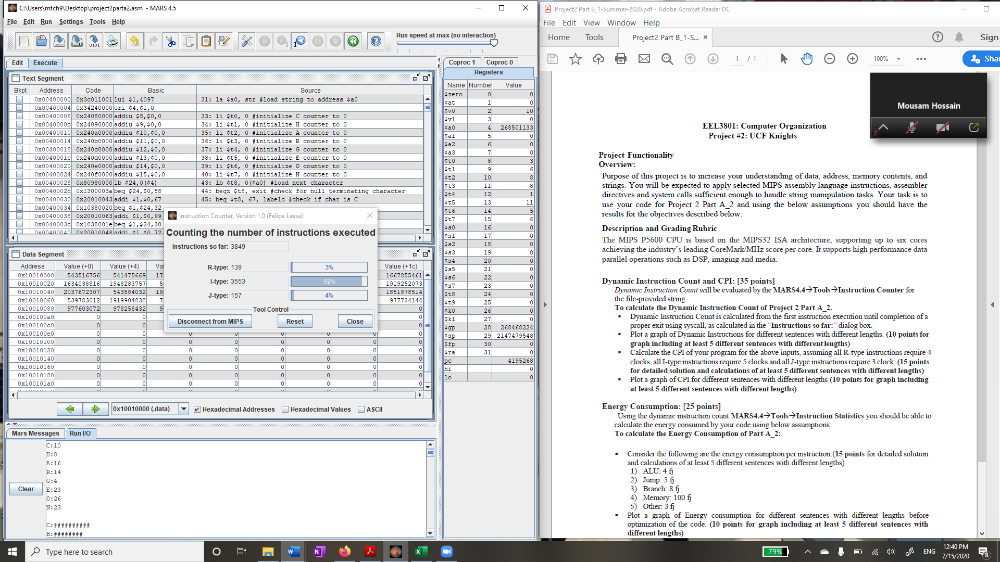 C:\Users\mfch9\Desktop\project2parta2.asm - MARS 4.5
File Edit Run Settings Tools Help
Run speed at max (no interaction)
Edit Execute
Text Segment
Bkpt Address Code Basic Source
0x00400000 0x3c011001 lui $1,4097 31: la $a0, str #load string to address $a0
0x00400004 0x34240000 ori $4,$1,0
0x00400008 0x24080000 addiu $8,$0,0 33: li $t0, 0 #initialize C counter to 0
0x0040000c 0x24090000 addiu $9,$0,0 34: li $t1, 0 #initialize H counter to 0
0x00400010 0x240a0000 addiu $10,$0,0 35: li $t2, 0 #initialize A counter to 0
0x00400014 0x240b0000 addiu $11,$0,0 36: li $t3, 0 #initialize R counter to 0
0x00400018 0x240c0000 addiu $12,$0,0 37: li $t4, 0 #initialize G counter to 0
0x0040001c 0x240d0000 addiu $13,$0,0 38: li $t5, 0 #initialize E counter to 0
0x00400020 0x240e0000 addiu $14,$0,0 39: li $t6, 0 #initialize O counter to 0
0x00400024 0x240f0000 addiu $15,$0,0 40: li $t7, 0 #initialize N counter to 0
0x00400028 0x80980000 lb $24,0($4) 43: lb $t8, 0($a0) #load next character
0x0040002c 0x1300003a beq $24,$0,58 44: beqz $t8, exit #check for null terminating character
0x00400030 0x20010043 addi $1,$0,67 45: beq $t8, 67, labelc #check if char is C
0x00400034 0x10380020 beq $1,$24,32
0x00400038 0x20010063 addi $1,$0,99
0x0040003c 0x1038001e beq $1,$24,30
0x00400040 0x20010048 addi $1,$0,72
Instruction Counter, Version 1.0 (Felipe Lessa)
Counting the number of instructions executed
Instructions so far: 3849
R-type: 139 3%
I-type: 3553 92%
J-type: 157 4%
Tool Control
Disconnect from MIPS Reset Close
Data Segment
Address Value (+0) Value (+4) Value (+1c)
0x10010000 543516756 541475669 1667855461
0x10010020 1634038816 1948283757 1919252073
0x10010040 2037672307 543584032 1851878514
0x10010060 539783012 1919904838 977734144
0x10010080 977603072 978258432 0
0x100100a0 0 0 0
0x100100c0 0 0 0
0x100100e0 0 0 0 0 0 0 0 0
0x10010100 0 0 0 0 0 0 0 0
0x10010120 0 0 0 0 0 0 0 0
0x10010140 0 0 0 0 0 0 0 0
0x10010160 0 0 0 0 0 0 0 0
0x10010180 0 0 0 0 0 0 0 0
0x100101a0 0 0 0 0 0 0 0 0
0x10010000 (.data) Hexadecimal Addresses Hexadecimal Values ASCII
Mars Messages Run I/O
Clear
C:10
H:8
A:16
R:14
G:4
E:23
O:26
N:23
C:##########
H:########
Coproc 1 Coproc 0
Registers
Name Number Value
$zero 0 0
$at 1 0
$v0 2 10
$v1 3 0
$a0 4 268501133
$a1 5 0
$a2 6 0
$a3 7 0
$t0 8 3
$t1 9 6
$t2 10 8
$t3 11 8
$t4 12 1
$t5 13 11
$t6 14 5
$t7 15 6
$s0 16 0
$s1 17 0
$s2 18 0
$s3 19 0
$s4 20 0
$s5 21 0
$s6 22 0
$s7 23 0
$t8 24 0
$t9 25 0
$k0 26 0
$k1 27 0
$gp 28 268468224
$sp 29 2147479548
$fp 30 0
$ra 31 0
pc 4195268
hi 0
lo 0
Project2 Part B_1-Summer-2020.pdf - Adobe Acrobat Reader DC
File Edit View Window Help
Home Tools Project2 Part B_1-S... × Sign
1 / 1 100% Shar
Mousam Hossain
EEL3801: Computer Organization
Project #2: UCF Knights
Project Functionality
Overview:
Purpose of this project is to increase your understanding of data, address, memory contents, and
strings. You will be expected to apply selected MIPS assembly language instructions, assembler
directives and system calls sufficient enough to handle string manipulation tasks. Your task is to
use your code for Project 2 Part A_2 and using the below assumptions you should have the
results for the objectives described below:
Description and Grading Rubric
The MIPS P5600 CPU is based on the MIPS32 ISA architecture, supporting up to six cores
achieving the industry's leading CoreMark/MHz score per core. It supports high performance data
parallel operations such as DSP, imaging and media.
Dynamic Instruction Count and CPI: [35 points]
Dynamic Instruction Count will be evaluated by the MARS4.4→Tools→Instruction Counter for
the file-provided string.
To calculate the Dynamic Instruction Count of Project 2 Part A_2.
▪ Dynamic Instruction Count is calculated from the first instruction execution until completion of a
proper exit using syscall, as calculated in the “Instructions so far:” dialog box.
▪ Plot a graph of Dynamic Instructions for different sentences with different lengths. (10 points for
graph including at least 5 different sentences with different lengths)
▪ Calculate the CPI of your program for the above inputs, assuming all R-type instructions require 4
clocks, all I-type instructions require 5 clocks and all J-type instructions require 3 clock. (15 points
for detailed solution and calculations of at least 5 different sentences with different lengths)
▪ Plot a graph of CPI for different sentences with different lengths (10 points for graph including
at least 5 different sentences with different lengths)
Energy Consumption: [25 points]
Using the dynamic instruction count MARS4.4→Tools→Instruction Statistics you should be able to
calculate the energy consumed by your code using below assumptions:
To calculate the Energy Consumption of Part A_2:
▪ Consider the following are the energy consumption per instruction:(15 points for detailed solution
and calculations of at least 5 different sentences with different lengths)
1) ALU: 4 fj
2) Jump: 5 fj
3) Branch: 8 fj
4) Memory: 100 fj
5) Other: 3 fj
▪ Plot a graph of Energy consumption for different sentences with different lengths before
optimization of the code. (10 points for graph including at least 5 different sentences with
different lengths)
Type here to search
79%
ENG
12:40 PM
7/15/2020
8